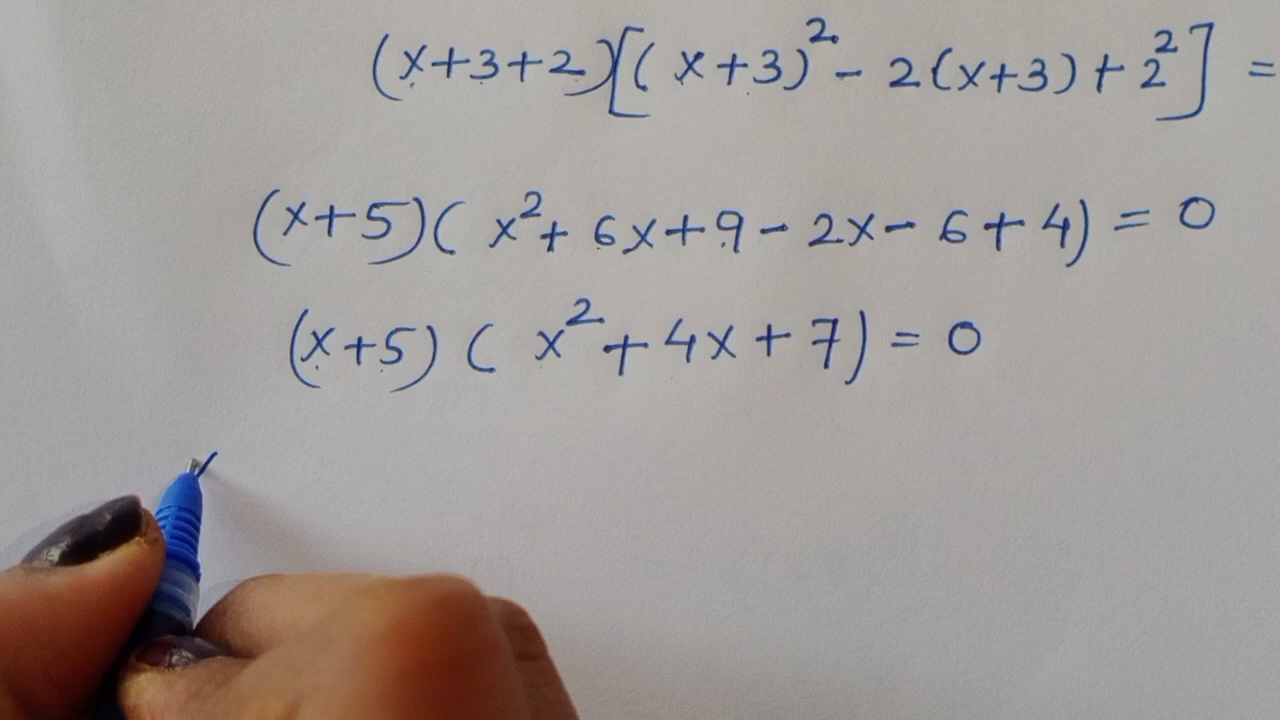 (x+3+2)[(x+3)² - 2(x+3) + 2²] =
(x+5)( x² + 6x + 9 - 2x - 6 + 4) = 0
(x+5) ( x² + 4x + 7) = 0